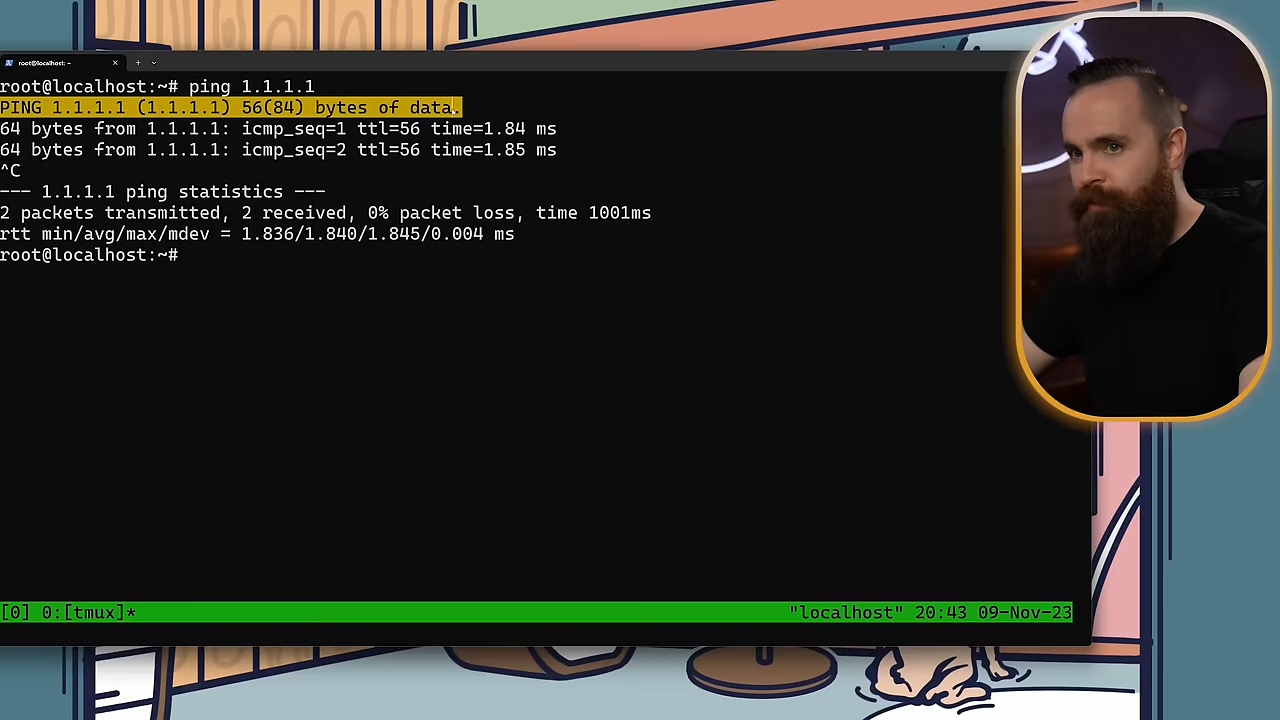 root@localhost: ~
root@localhost:~# ping 1.1.1.1
PING 1.1.1.1 (1.1.1.1) 56(84) bytes of data.
64 bytes from 1.1.1.1: icmp_seq=1 ttl=56 time=1.84 ms
64 bytes from 1.1.1.1: icmp_seq=2 ttl=56 time=1.85 ms
^C
--- 1.1.1.1 ping statistics ---
2 packets transmitted, 2 received, 0% packet loss, time 1001ms
rtt min/avg/max/mdev = 1.836/1.840/1.845/0.004 ms
root@localhost:~#
[0] 0:[tmux]* "localhost" 20:43 09-Nov-23